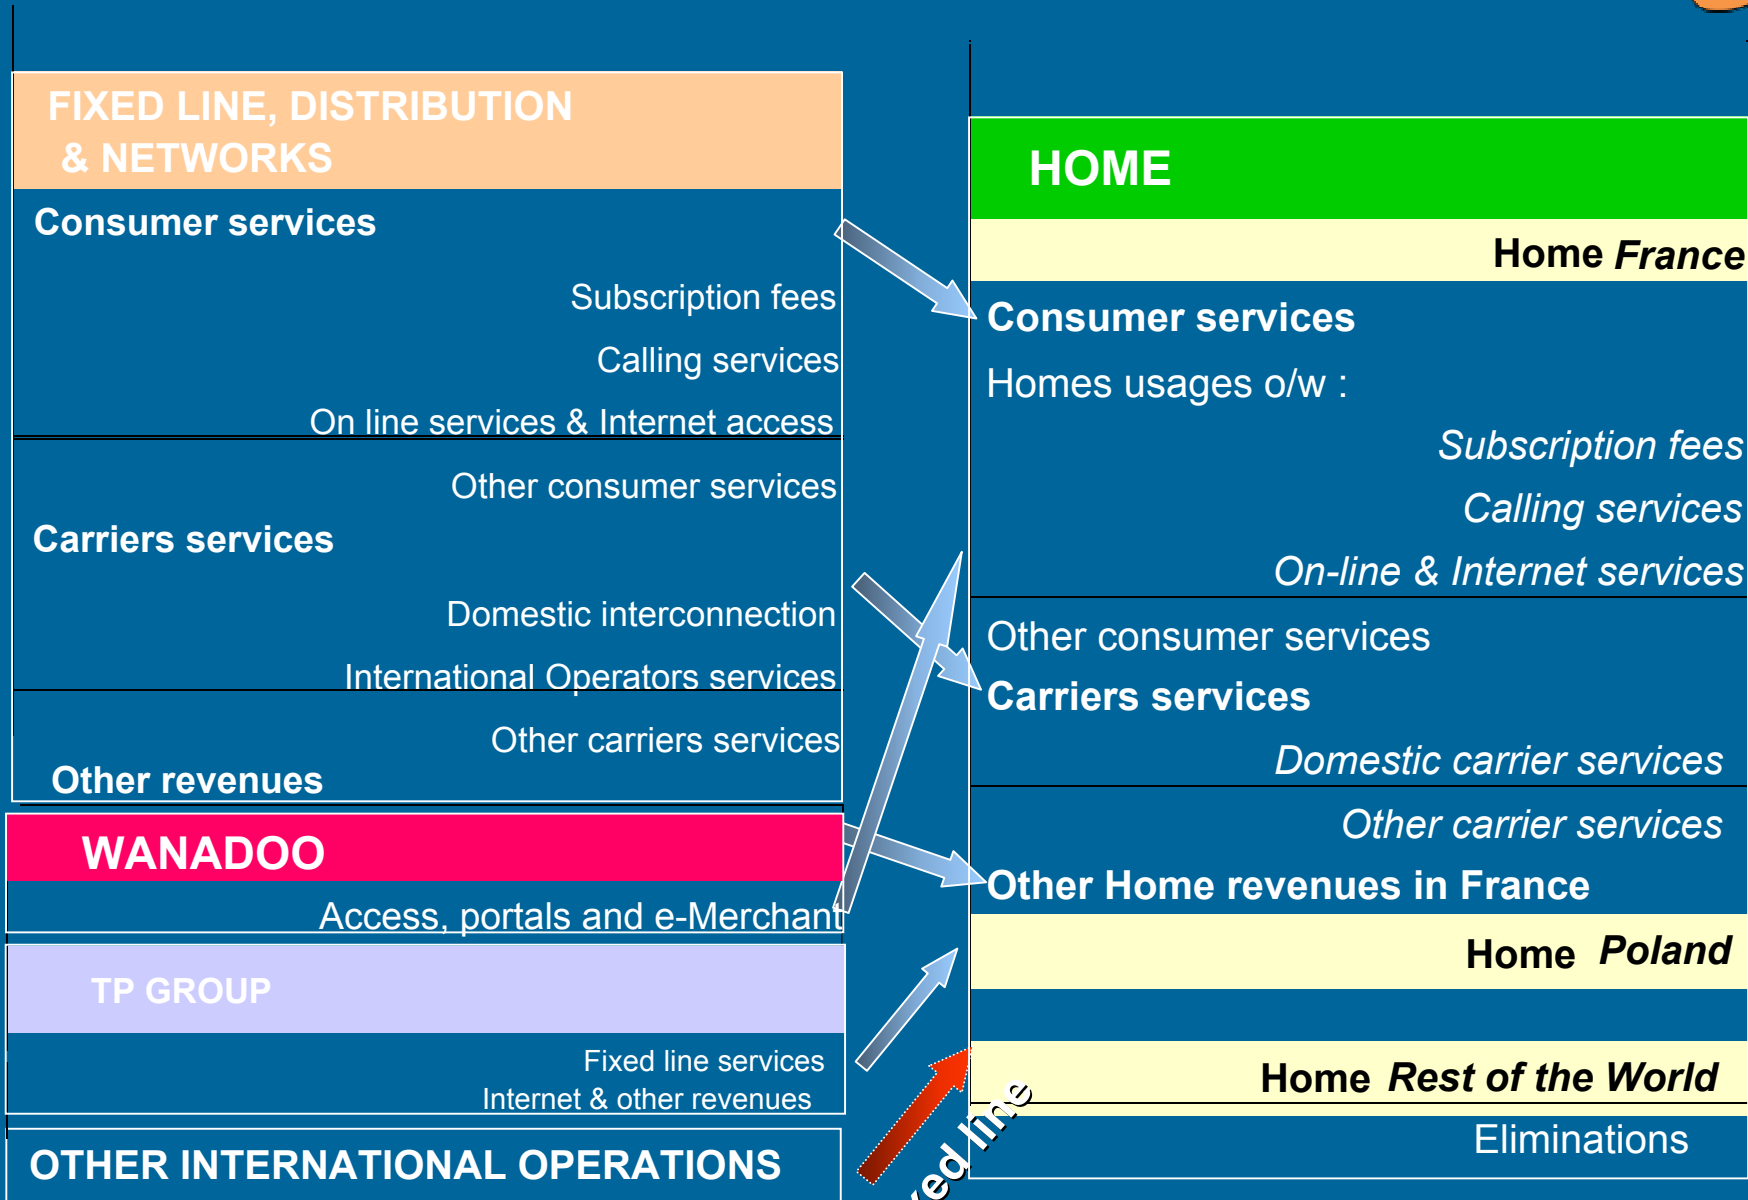 FIXED LINE, DISTRIBUTION
& NETWORKS
Consumer services
Subscription fees
Calling services
On line services & Internet access
Other consumer services
Carriers services
Domestic interconnection
International Operators services
Other carriers services
Other revenues
WANADOO
Access, portals and e-Merchant
TP GROUP
Fixed line services
Internet & other revenues
OTHER INTERNATIONAL OPERATIONS
line
HOME
Home France
Consumer services
Homes usages o/w :
Subscription fees
Calling services
On-line & Internet services
Other consumer services
Carriers services
Domestic carrier services
Other carrier services
Other Home revenues in France
Home Poland
Home Rest of the World
Eliminations